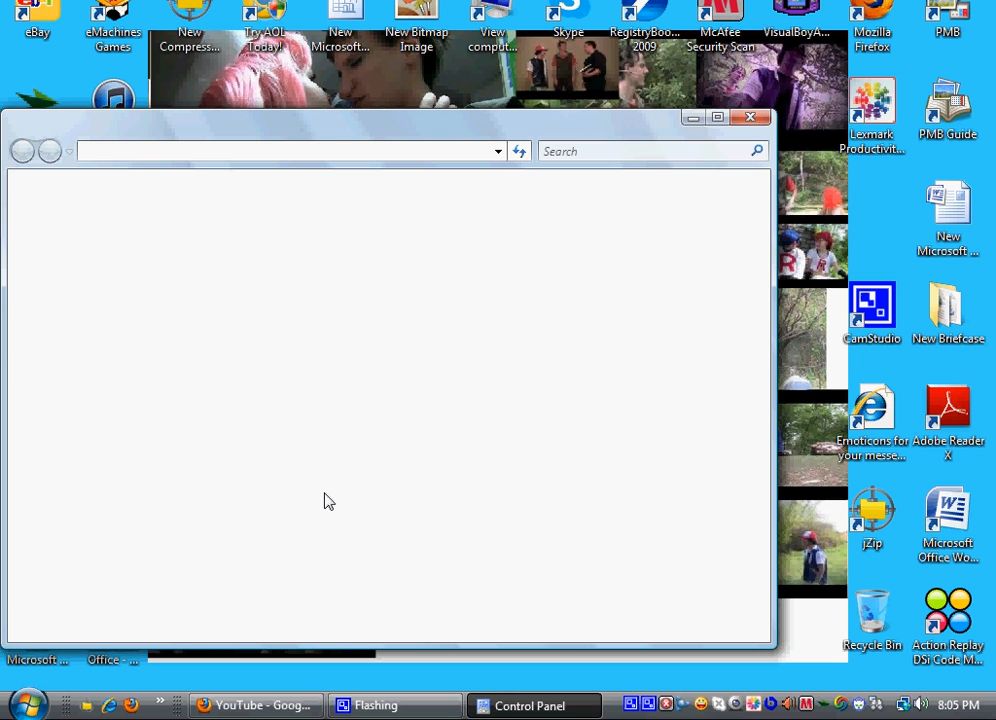 eBay
eMachines
Games
New
Compress...
Try AOL
Today!
New
Microsoft...
New Bitmap
Image
View
comput...
Skype
RegistryBoo...
2009
McAfee
Security Scan
VisualBoyA...
Mozilla
Firefox
PMB
Search
Lexmark
Productivit...
PMB Guide
New
Microsoft ...
CamStudio
New Briefcase
Emoticons for
your messe...
Adobe Reader
X
jZip
Microsoft
Office Wo...
Recycle Bin
Action Replay
DSi Code M...
Microsoft ...
Office - ...
YouTube - Goog...
Flashing
Control Panel
8:05 PM